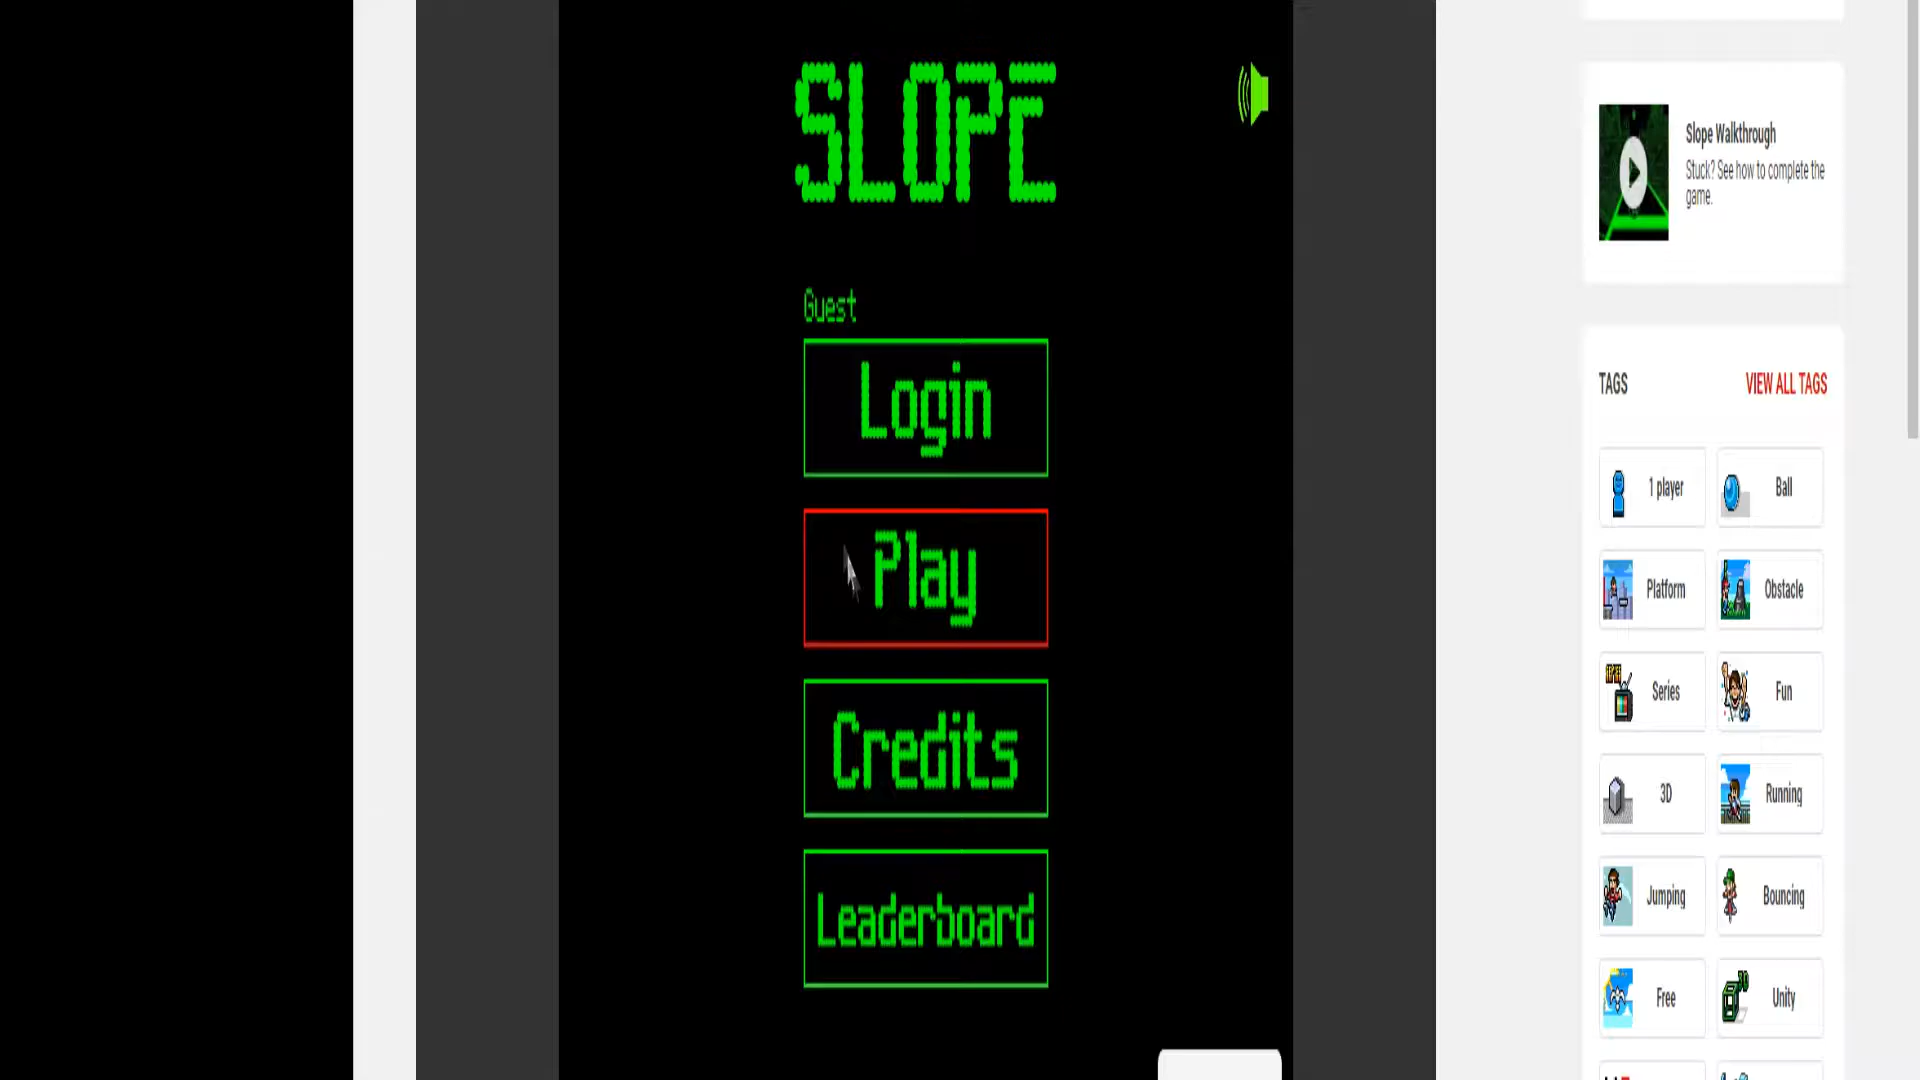 SLOPE
Guest
Login
Play
Credits
Leaderboard
Slope Walkthrough
Stuck? See how to complete the
game.
TAGS
VIEW ALL TAGS
1 player
Ball
Platform
Obstacle
Series
Fun
3D
Running
Jumping
Bouncing
Free
Unity